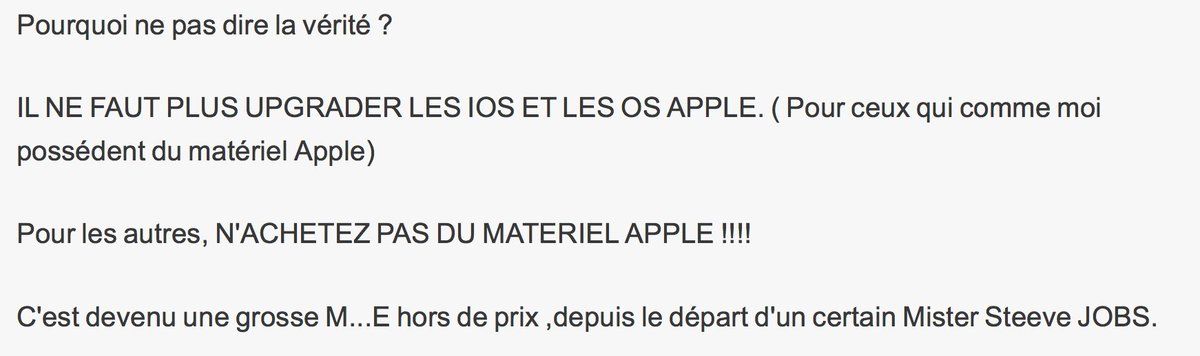 Pourquoi ne pas dire la vérité ?
IL NE FAUT PLUS UPGRADER LES IOS ET LES OS APPLE. ( Pour ceux qui comme moi
possédent du matériel Apple)
Pour les autres, N'ACHETEZ PAS DU MATERIEL APPLE !!!!
C'est devenu une grosse M...E hors de prix ,depuis le départ d'un certain Mister Steeve JOBS.